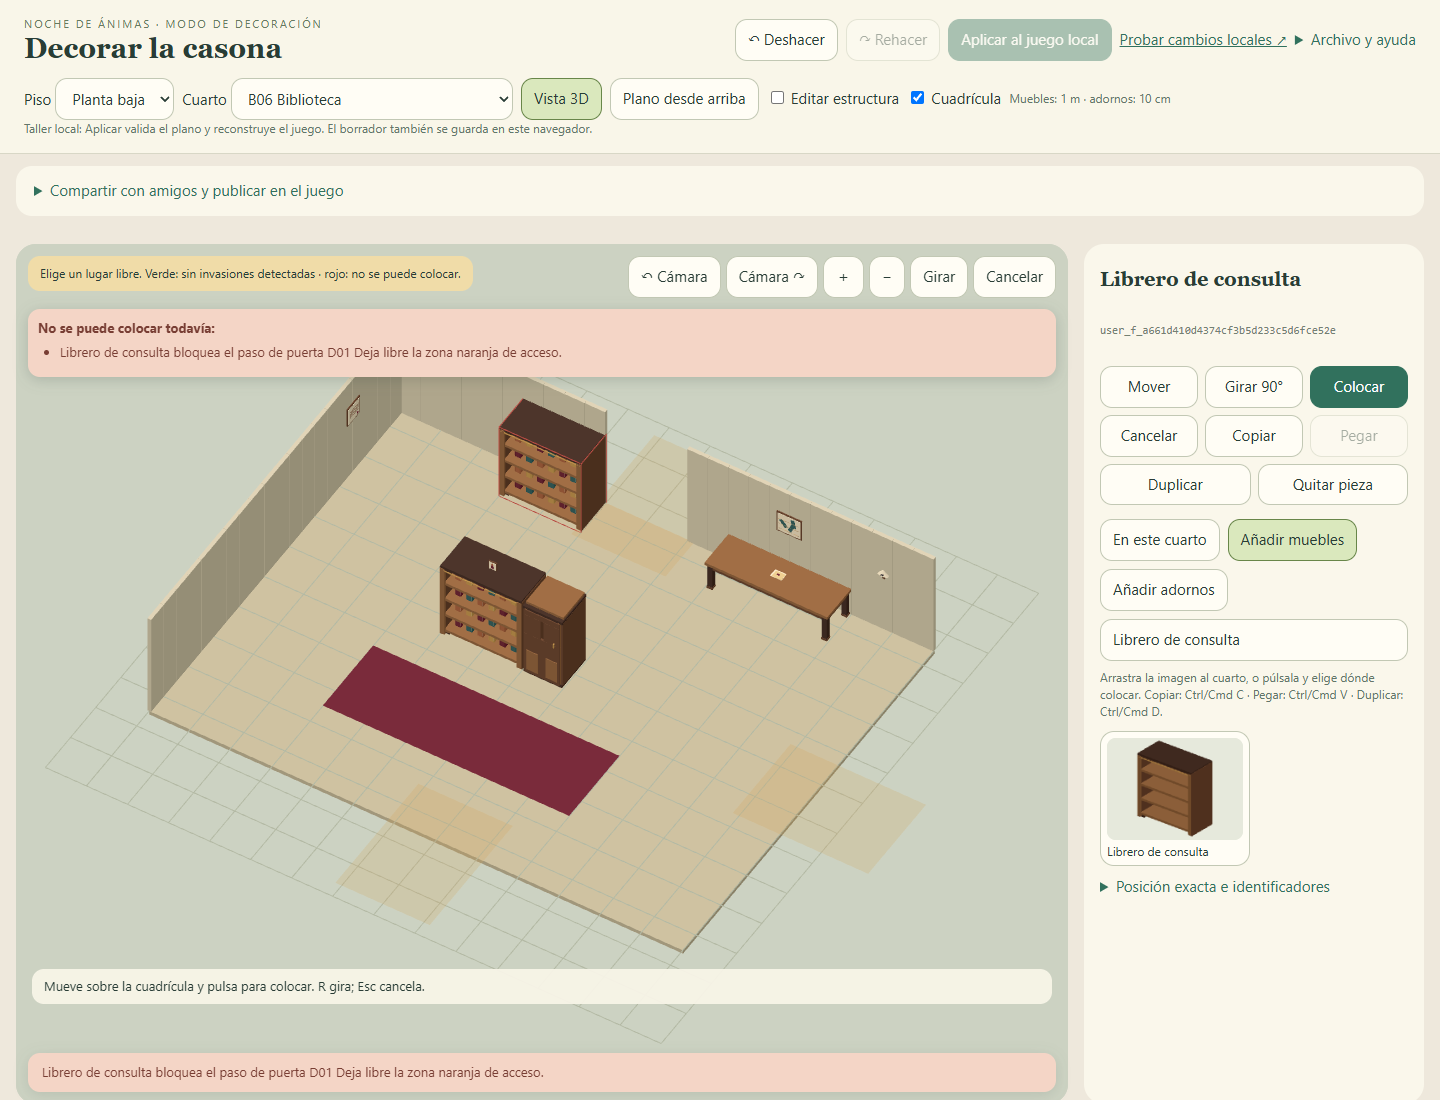 NOCHE DE ÁNIMAS · MODO DE DECORACIÓN
Decorar la casona
↶ Deshacer
↷ Rehacer
Aplicar al juego local
Probar cambios locales ↗
▶ Archivo y ayuda
Piso
Planta baja
Cuarto
B06 Biblioteca
Vista 3D
Plano desde arriba
Editar estructura
Cuadrícula
Muebles: 1 m · adornos: 10 cm
Taller local: Aplicar valida el plano y reconstruye el juego. El borrador también se guarda en este navegador.
▶ Compartir con amigos y publicar en el juego
Elige un lugar libre. Verde: sin invasiones detectadas · rojo: no se puede colocar.
↶ Cámara
Cámara ↷
+
−
Girar
Cancelar
No se puede colocar todavía:
• Librero de consulta bloquea el paso de puerta D01 Deja libre la zona naranja de acceso.
Mueve sobre la cuadrícula y pulsa para colocar. R gira; Esc cancela.
Librero de consulta bloquea el paso de puerta D01 Deja libre la zona naranja de acceso.
Librero de consulta
user_f_a661d410d4374cf3b5d233c5d6fce52e
Mover
Girar 90°
Colocar
Cancelar
Copiar
Pegar
Duplicar
Quitar pieza
En este cuarto
Añadir muebles
Añadir adornos
Librero de consulta
Arrastra la imagen al cuarto, o púlsala y elige dónde
colocar. Copiar: Ctrl/Cmd C · Pegar: Ctrl/Cmd V · Duplicar:
Ctrl/Cmd D.
Librero de consulta
▶ Posición exacta e identificadores